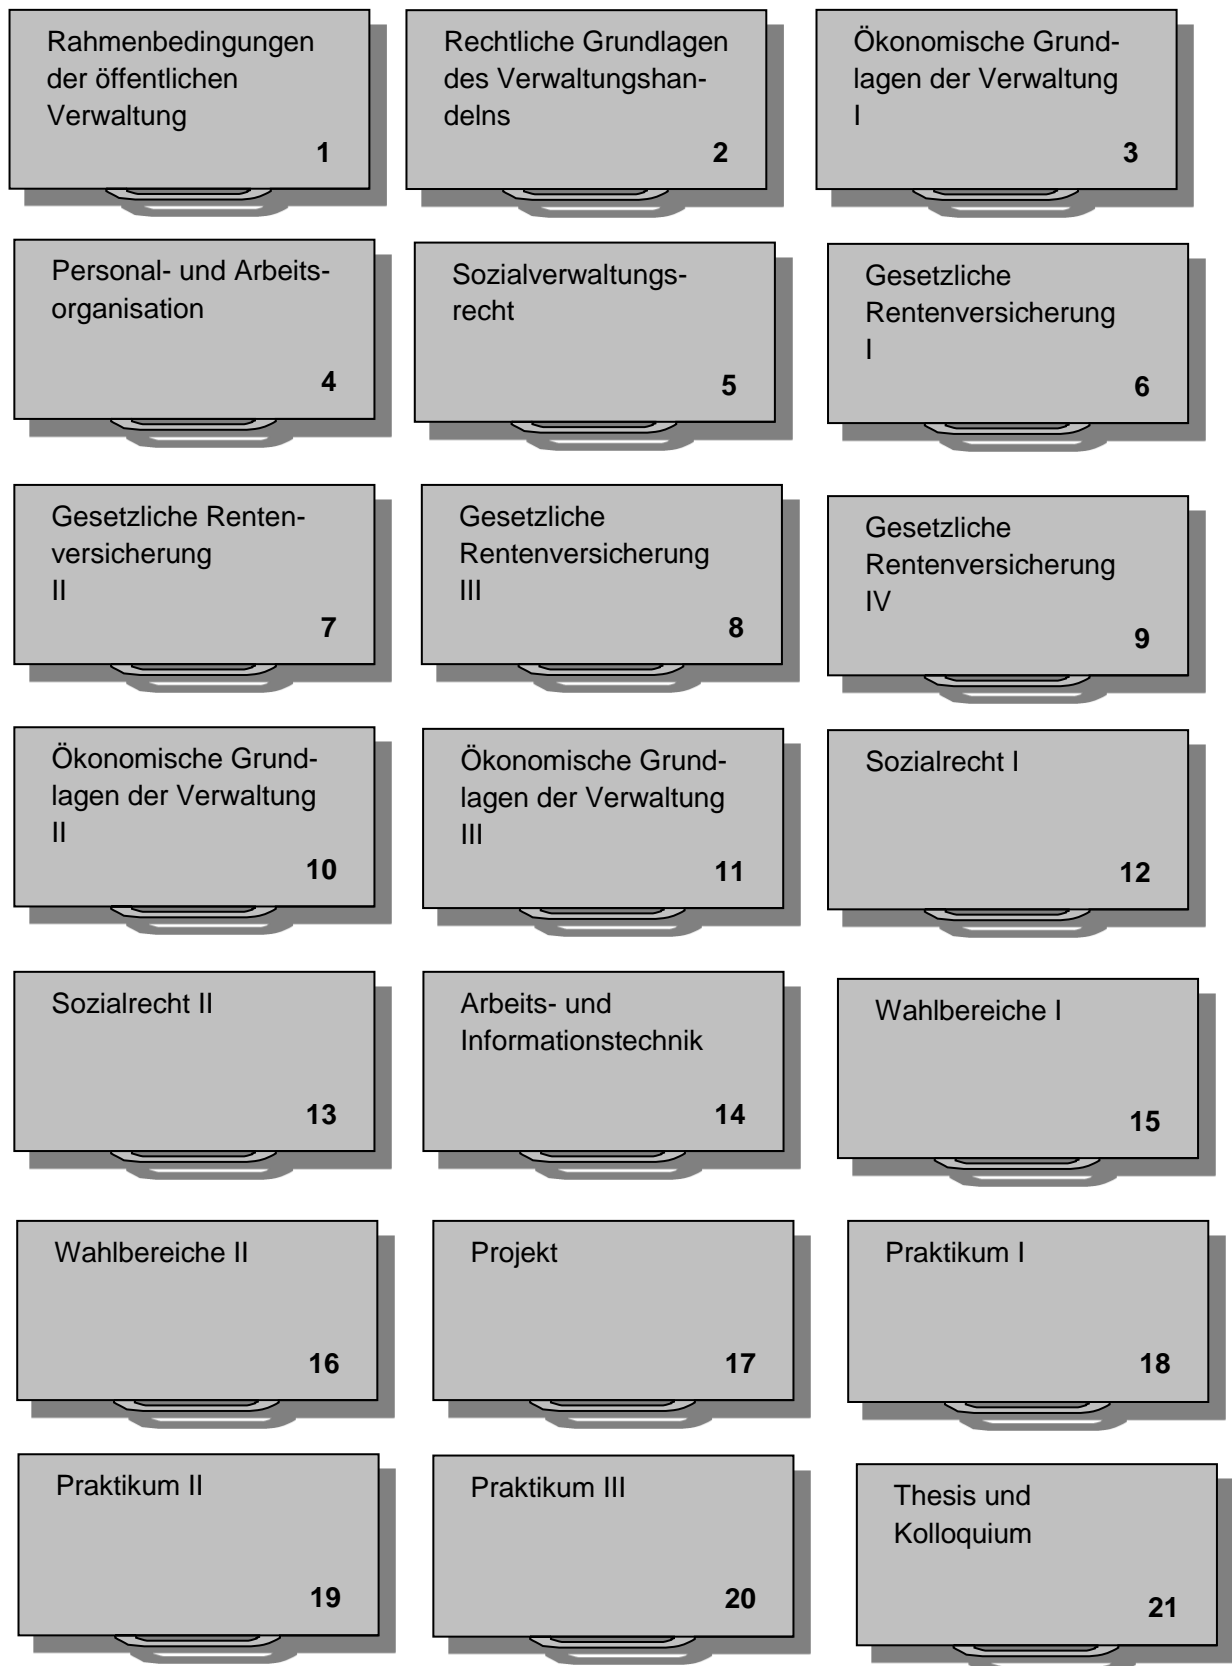 Rahmenbedingungen
der öffentlichen
Verwaltung
1
Rechtliche Grundlagen
des Verwaltungshan-
delns
2
Ökonomische Grund-
lagen der Verwaltung
I
3
Personal- und Arbeits-
organisation
4
Sozialverwaltungs-
recht
5
Gesetzliche
Rentenversicherung
I
6
Gesetzliche Renten-
versicherung
II
7
Gesetzliche
Rentenversicherung
III
8
Gesetzliche
Rentenversicherung
IV
9
Ökonomische Grund-
lagen der Verwaltung
II
10
Ökonomische Grund-
lagen der Verwaltung
III
11
Sozialrecht I
12
Sozialrecht II
13
Arbeits- und
Informationstechnik
14
Wahlbereiche I
15
Wahlbereiche II
16
Projekt
17
Praktikum I
18
Praktikum II
19
Praktikum III
20
Thesis und
Kolloquium
21